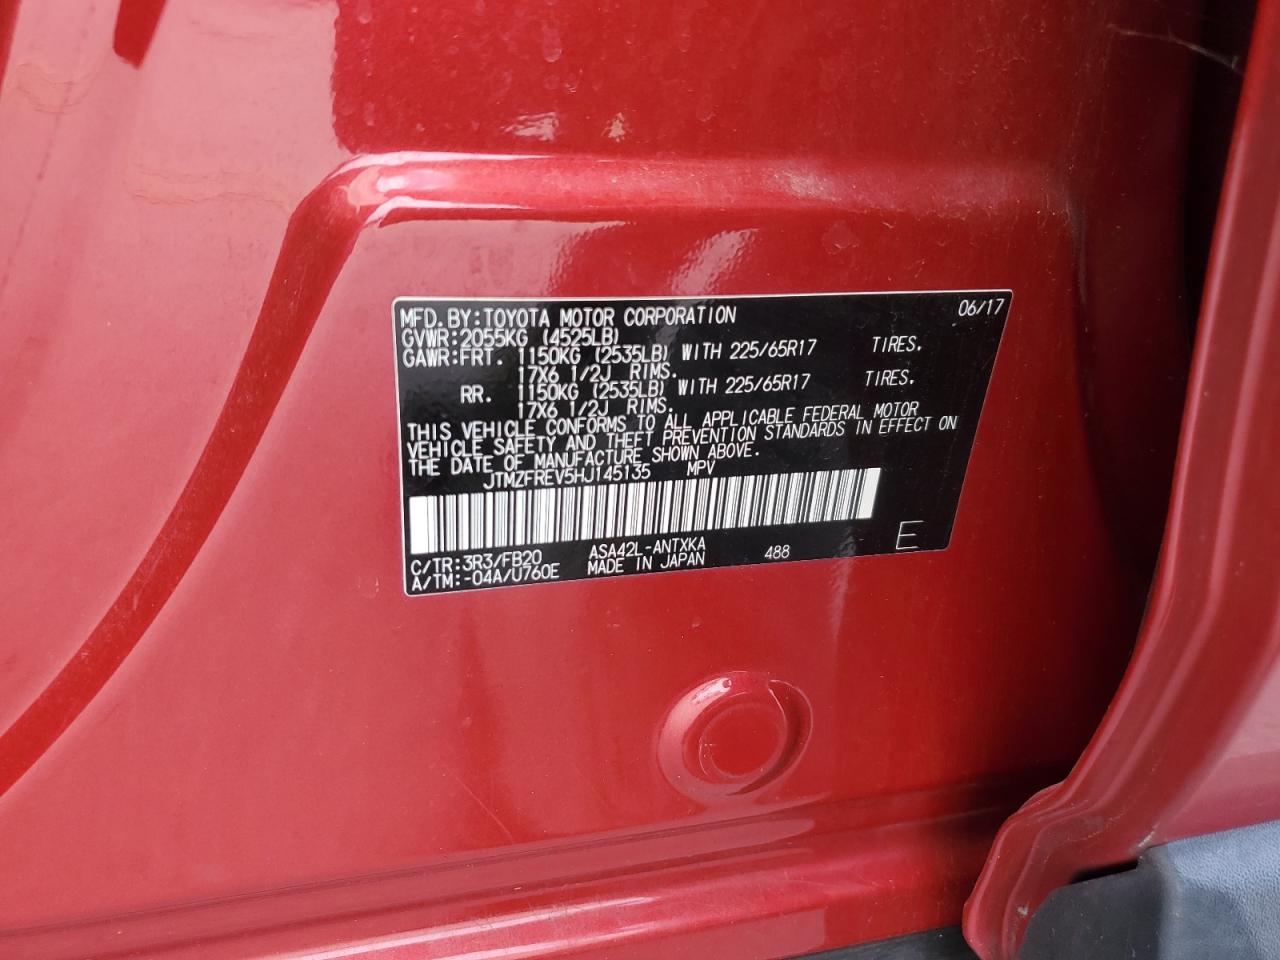 MFD.BY:TOYOTA MOTOR CORPORATION 06/17
GVWR:2055KG (4525LB)
GAWR:FRT. 1150KG (2535LB) WITH 225/65R17 TIRES.
17X6 1/2J RIMS.
RR. 1150KG (2535LB) WITH 225/65R17 TIRES.
17X6 1/2J RIMS.
THIS VEHICLE CONFORMS TO ALL APPLICABLE FEDERAL MOTOR
VEHICLE SAFETY AND THEFT PREVENTION STANDARDS IN EFFECT ON
THE DATE OF MANUFACTURE SHOWN ABOVE.
JTMZFREV5HJ145135 MPV
C/TR:3R3/FB20 ASA42L-ANTXKA 488 E
A/TM:-04A/U760E MADE IN JAPAN